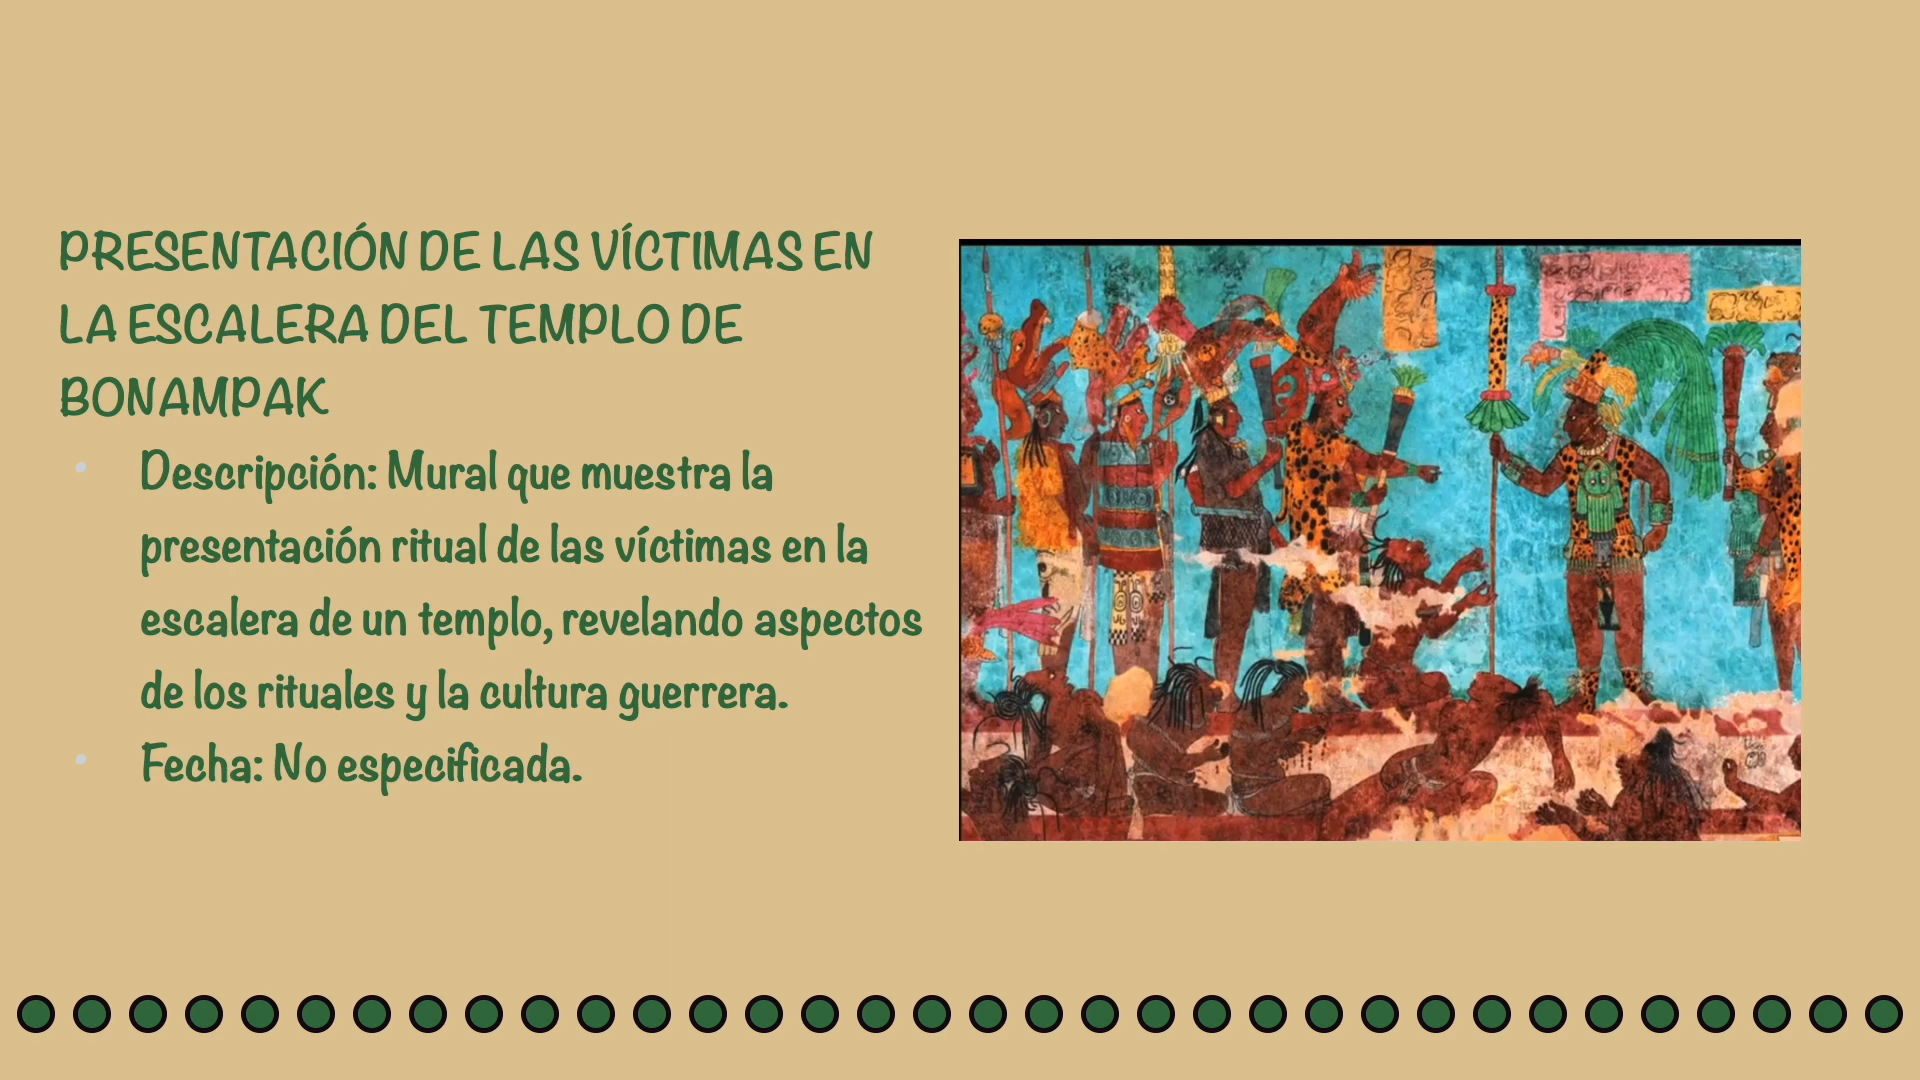 PRESENTACIÓN DE LAS VÍCTIMAS EN
LA ESCALERA DEL TEMPLO DE
BONAMPAK
• Descripción: Mural que muestra la
presentación ritual de las víctimas en la
escalera de un templo, revelando aspectos
de los rituales y la cultura guerrera.
• Fecha: No especificada.